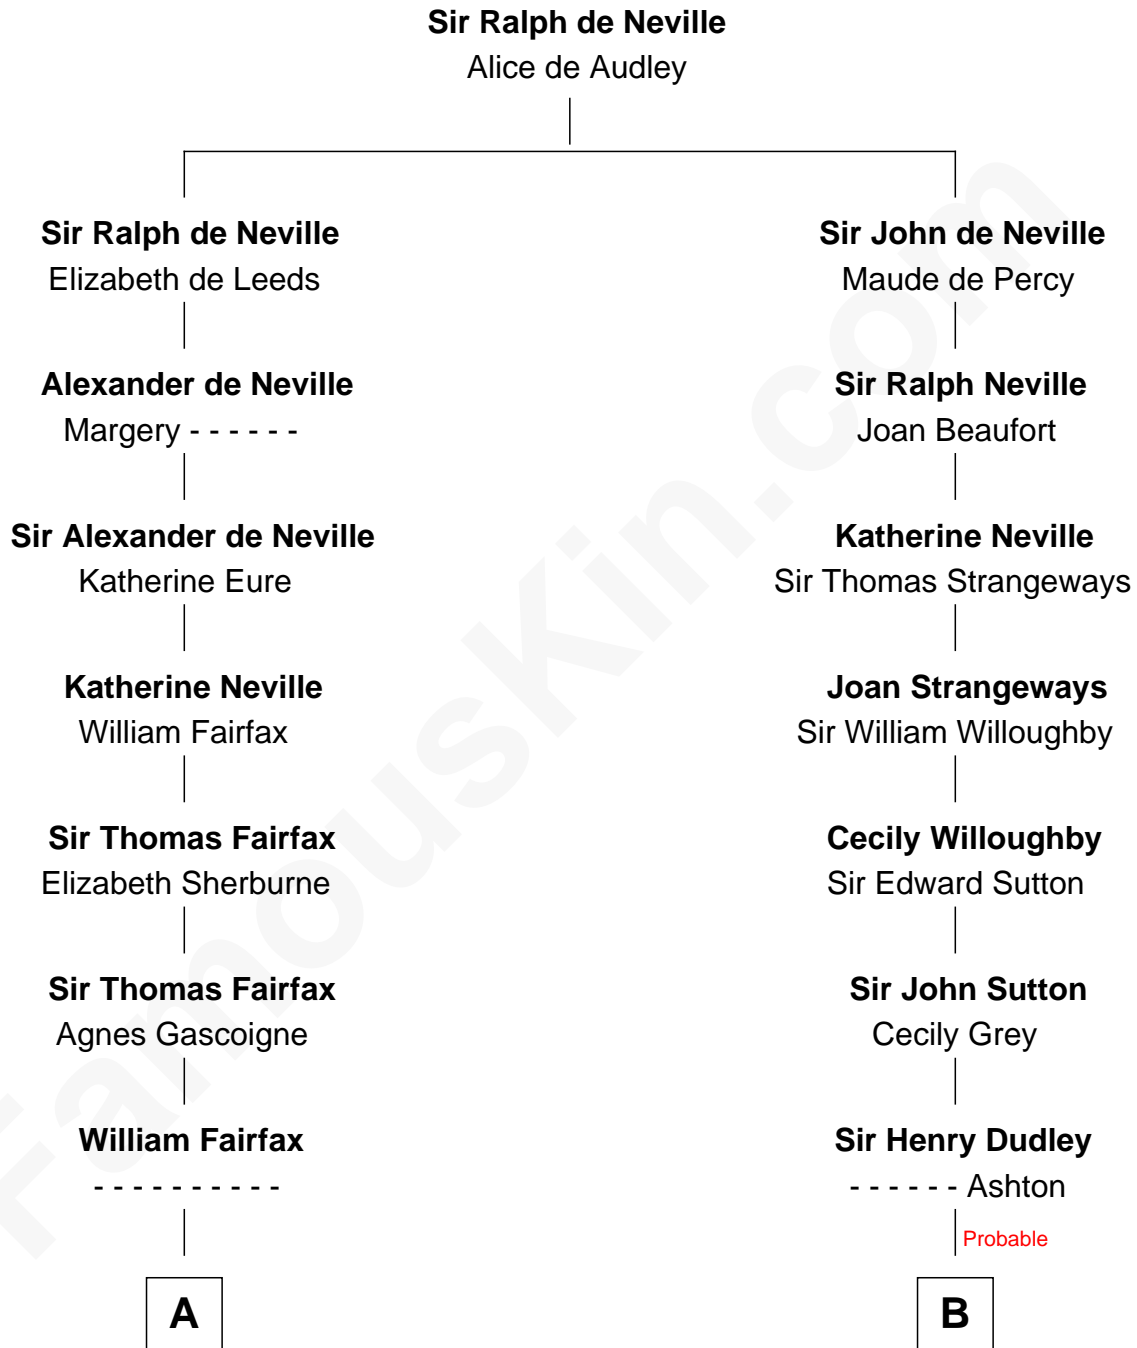 Sir Ralph de Neville
Alice de Audley
Sir Ralph de Neville
Elizabeth de Leeds
Sir John de Neville
Maude de Percy
Alexander de Neville
Margery - - - - - -
Sir Ralph Neville
Joan Beaufort
Sir Alexander de Neville
Katherine Eure
Katherine Neville
Sir Thomas Strangeways
Katherine Neville
William Fairfax
Joan Strangeways
Sir William Willoughby
Sir Thomas Fairfax
Elizabeth Sherburne
Cecily Willoughby
Sir Edward Sutton
Sir Thomas Fairfax
Agnes Gascoigne
Sir John Sutton
Cecily Grey
William Fairfax
- - - - - - - - - -
Sir Henry Dudley
- - - - - - Ashton
Probable
A
B
FamousKin.com